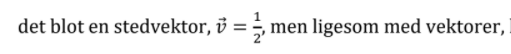 det blot en stedvektor, v⃗ = 1/2, men ligesom med vektorer,